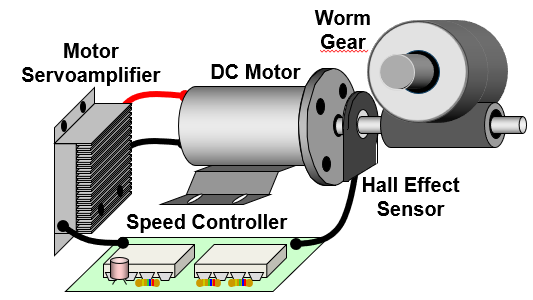 Worm
Gear
Motor
Servoamplifier
DC Motor
Hall Effect
Sensor
Speed Controller